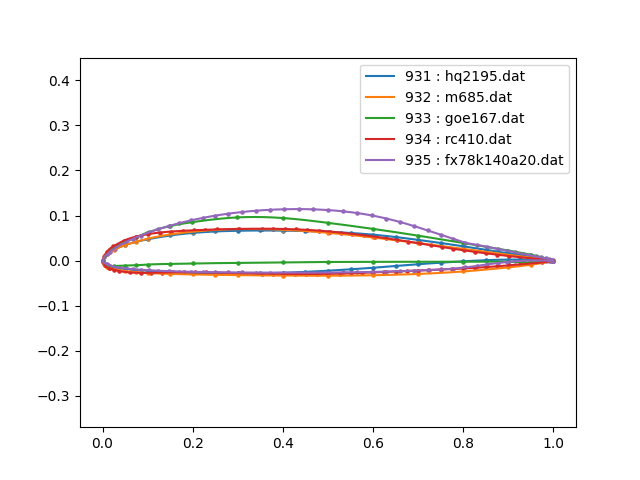 931 : hq2195.dat
932 : m685.dat
933 : goe167.dat
934 : rc410.dat
935 : fx78k140a20.dat
0.4
0.3
0.2
0.1
0.0
−0.1
−0.2
−0.3
0.0 0.2 0.4 0.6 0.8 1.0